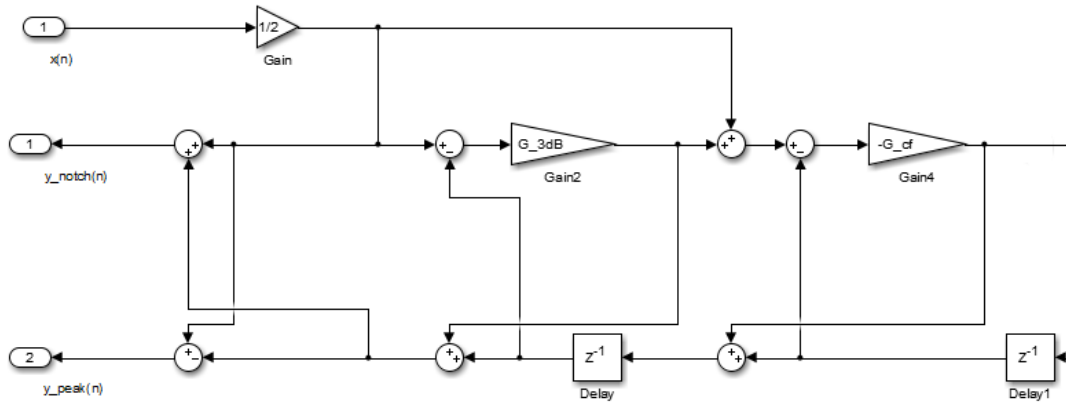 1
x(n)
1/2
Gain
+
+
1
y_notch(n)
+
+
+
-
G_3dB
Gain2
+
+
+
-
-G_cf
Gain4
2
y_peak(n)
+
-
+
+
z-1
Delay
+
+
z-1
Delay1